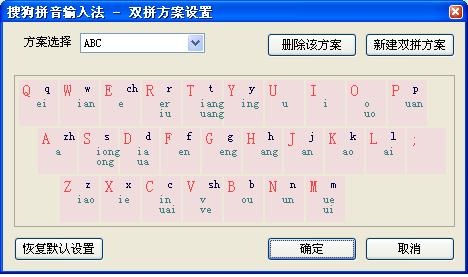 搜狗拼音输入法 - 双拼方案设置
方案选择 ABC 删除该方案 新建双拼方案
Q q W w E ch R r T t Y y U I O P p
ei ian e er iu iang uang ing u i o uo uan
A zh S s D d F f G g H h J j K k L l ;
a iong ong ia ua en eng ang an ao ai
Z z X x C c V sh B b N n M m
iao ie in uai v ve ou un ue ui
恢复默认设置 确定 取消